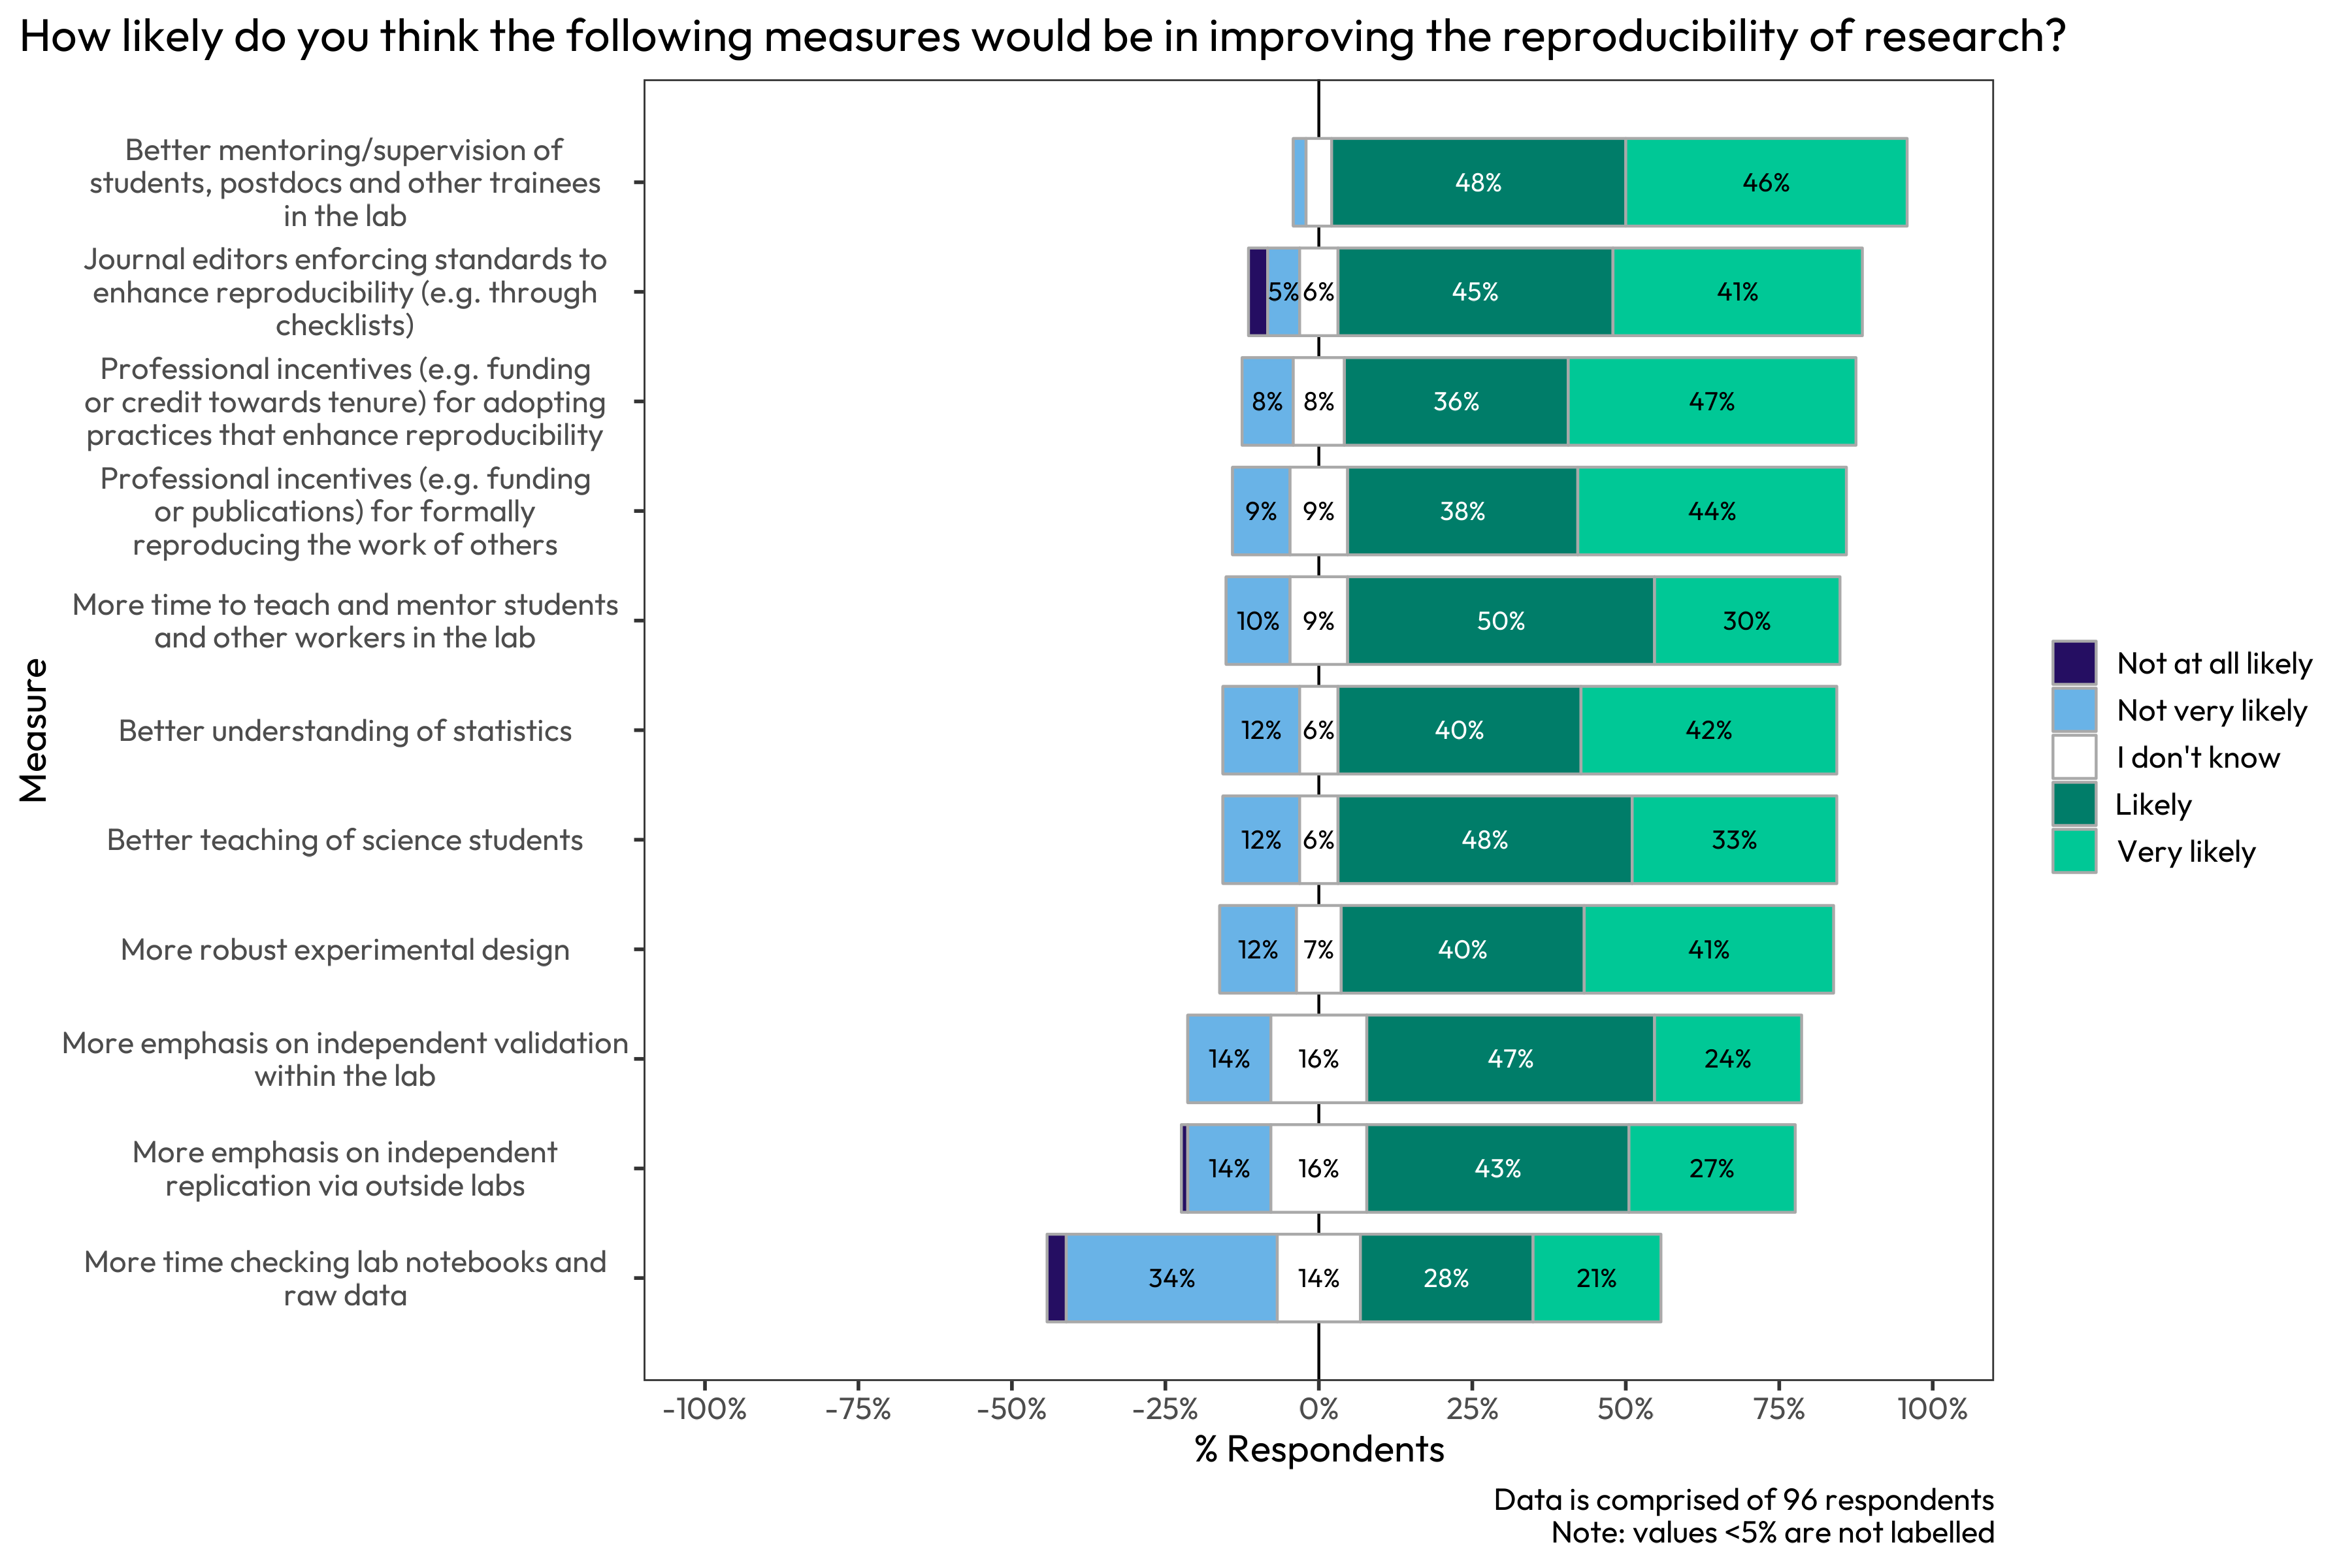 How likely do you think the following measures would be in improving the reproducibility of research?
Measure
Better mentoring/supervision of
students, postdocs and other trainees
in the lab
48%
46%
Journal editors enforcing standards to
enhance reproducibility (e.g. through
checklists)
5%
6%
45%
41%
Professional incentives (e.g. funding
or credit towards tenure) for adopting
practices that enhance reproducibility
8%
8%
36%
47%
Professional incentives (e.g. funding
or publications) for formally
reproducing the work of others
9%
9%
38%
44%
More time to teach and mentor students
and other workers in the lab
10%
9%
50%
30%
Better understanding of statistics
12%
6%
40%
42%
Better teaching of science students
12%
6%
48%
33%
More robust experimental design
12%
7%
40%
41%
More emphasis on independent validation
within the lab
14%
16%
47%
24%
More emphasis on independent
replication via outside labs
14%
16%
43%
27%
More time checking lab notebooks and
raw data
34%
14%
28%
21%
-100%
-75%
-50%
-25%
0%
25%
50%
75%
100%
% Respondents
Not at all likely
Not very likely
I don't know
Likely
Very likely
Data is comprised of 96 respondents
Note: values <5% are not labelled